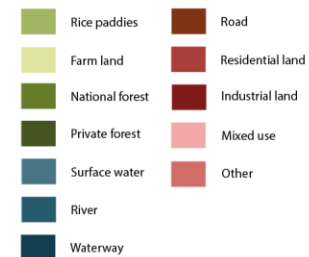 Rice paddies
Farm land
National forest
Private forest
Surface water
River
Waterway
Road
Residential land
Industrial land
Mixed use
Other